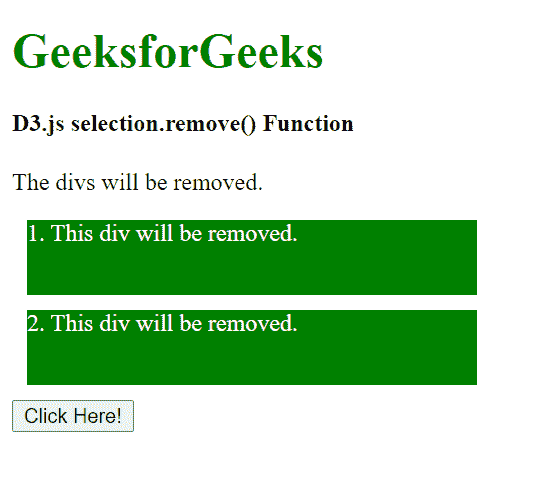 GeeksforGeeks
D3.js selection.remove() Function
The divs will be removed.
1. This div will be removed.
2. This div will be removed.
Click Here!